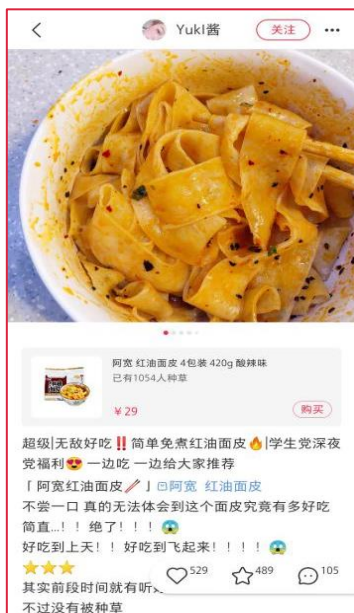 Yukl酱
关注
阿宽 红油面皮 4包装 420g 酸辣味
已有1054人种草
￥29
购买
超级|无敌好吃‼️简单免煮红油面皮🔥|学生党深夜
党福利😍 一边吃 一边给大家推荐
「 阿宽红油面皮🥢 」阿宽 红油面皮
不尝一口 真的无法体会到这个面皮究竟有多好吃
简直...！！绝了！！！😱
好吃到上天！！好吃到飞起来！！！！😱
⭐⭐⭐
其实前段时间就有听
529
489
105
不过没有被种草